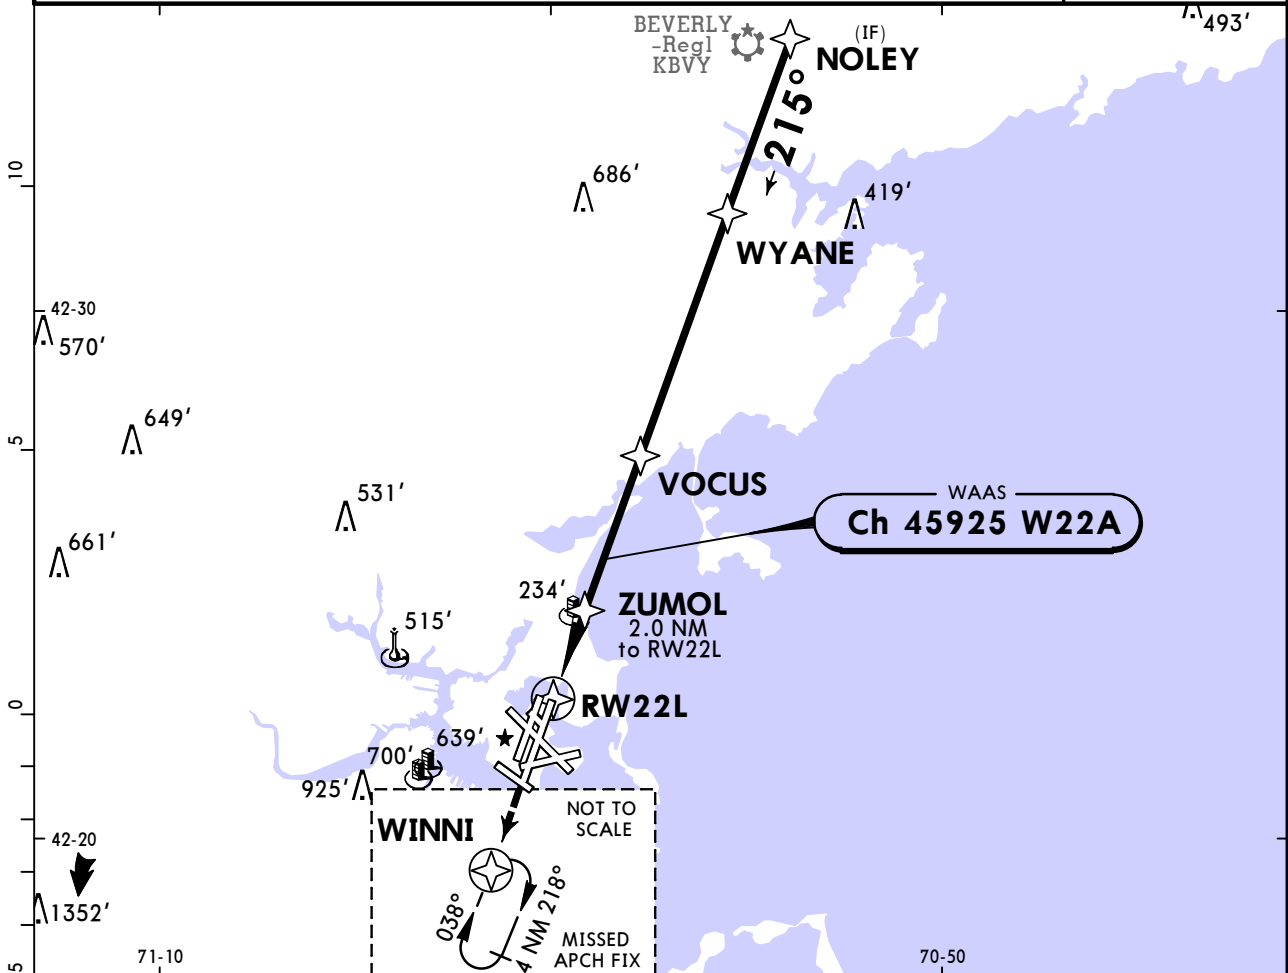 493'
BEVERLY
-Regl
KBVY
(IF)
NOLEY
215°
10
686'
419'
WYANE
42-30
570'
649'
5
VOCUS
WAAS
Ch 45925 W22A
531'
661'
234'
ZUMOL
2.0 NM
to RW22L
515'
0
RW22L
639'
700'
925'
NOT TO
SCALE
WINNI
42-20
038°
4 NM 218°
1352'
MISSED
APCH FIX
71-10
70-50
5